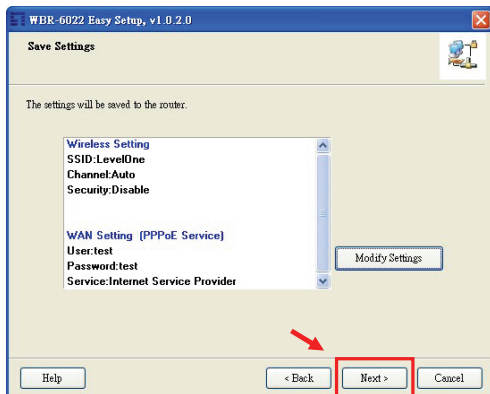 WBR-6022 Easy Setup, v1.0.2.0
Save Settings
The settings will be saved to the router.
Wireless Setting
SSID:LevelOne
Channel:Auto
Security:Disable
WAN Setting (PPPoE Service)
User:test
Password:test
Service:Internet Service Provider
Modify Settings
Help
< Back
Next >
Cancel